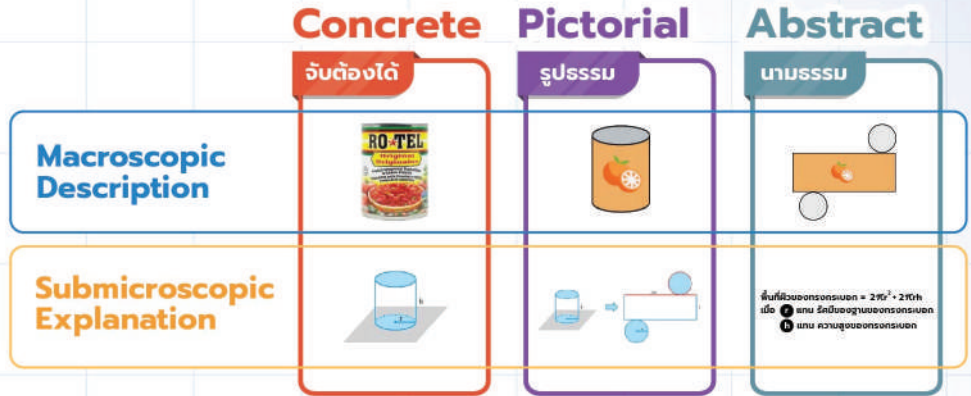 Concrete
Pictorial
Abstract
จับต้องได้
รูปธรรม
นามธรรม
Macroscopic
Description
RO★TEL
Original
Submicroscopic
Explanation
h
r
พื้นที่ผิวของทรงกระบอก = 2πr² + 2πrh
เมื่อ r แทน รัศมีของฐานของทรงกระบอก
h แทน ความสูงของทรงกระบอก